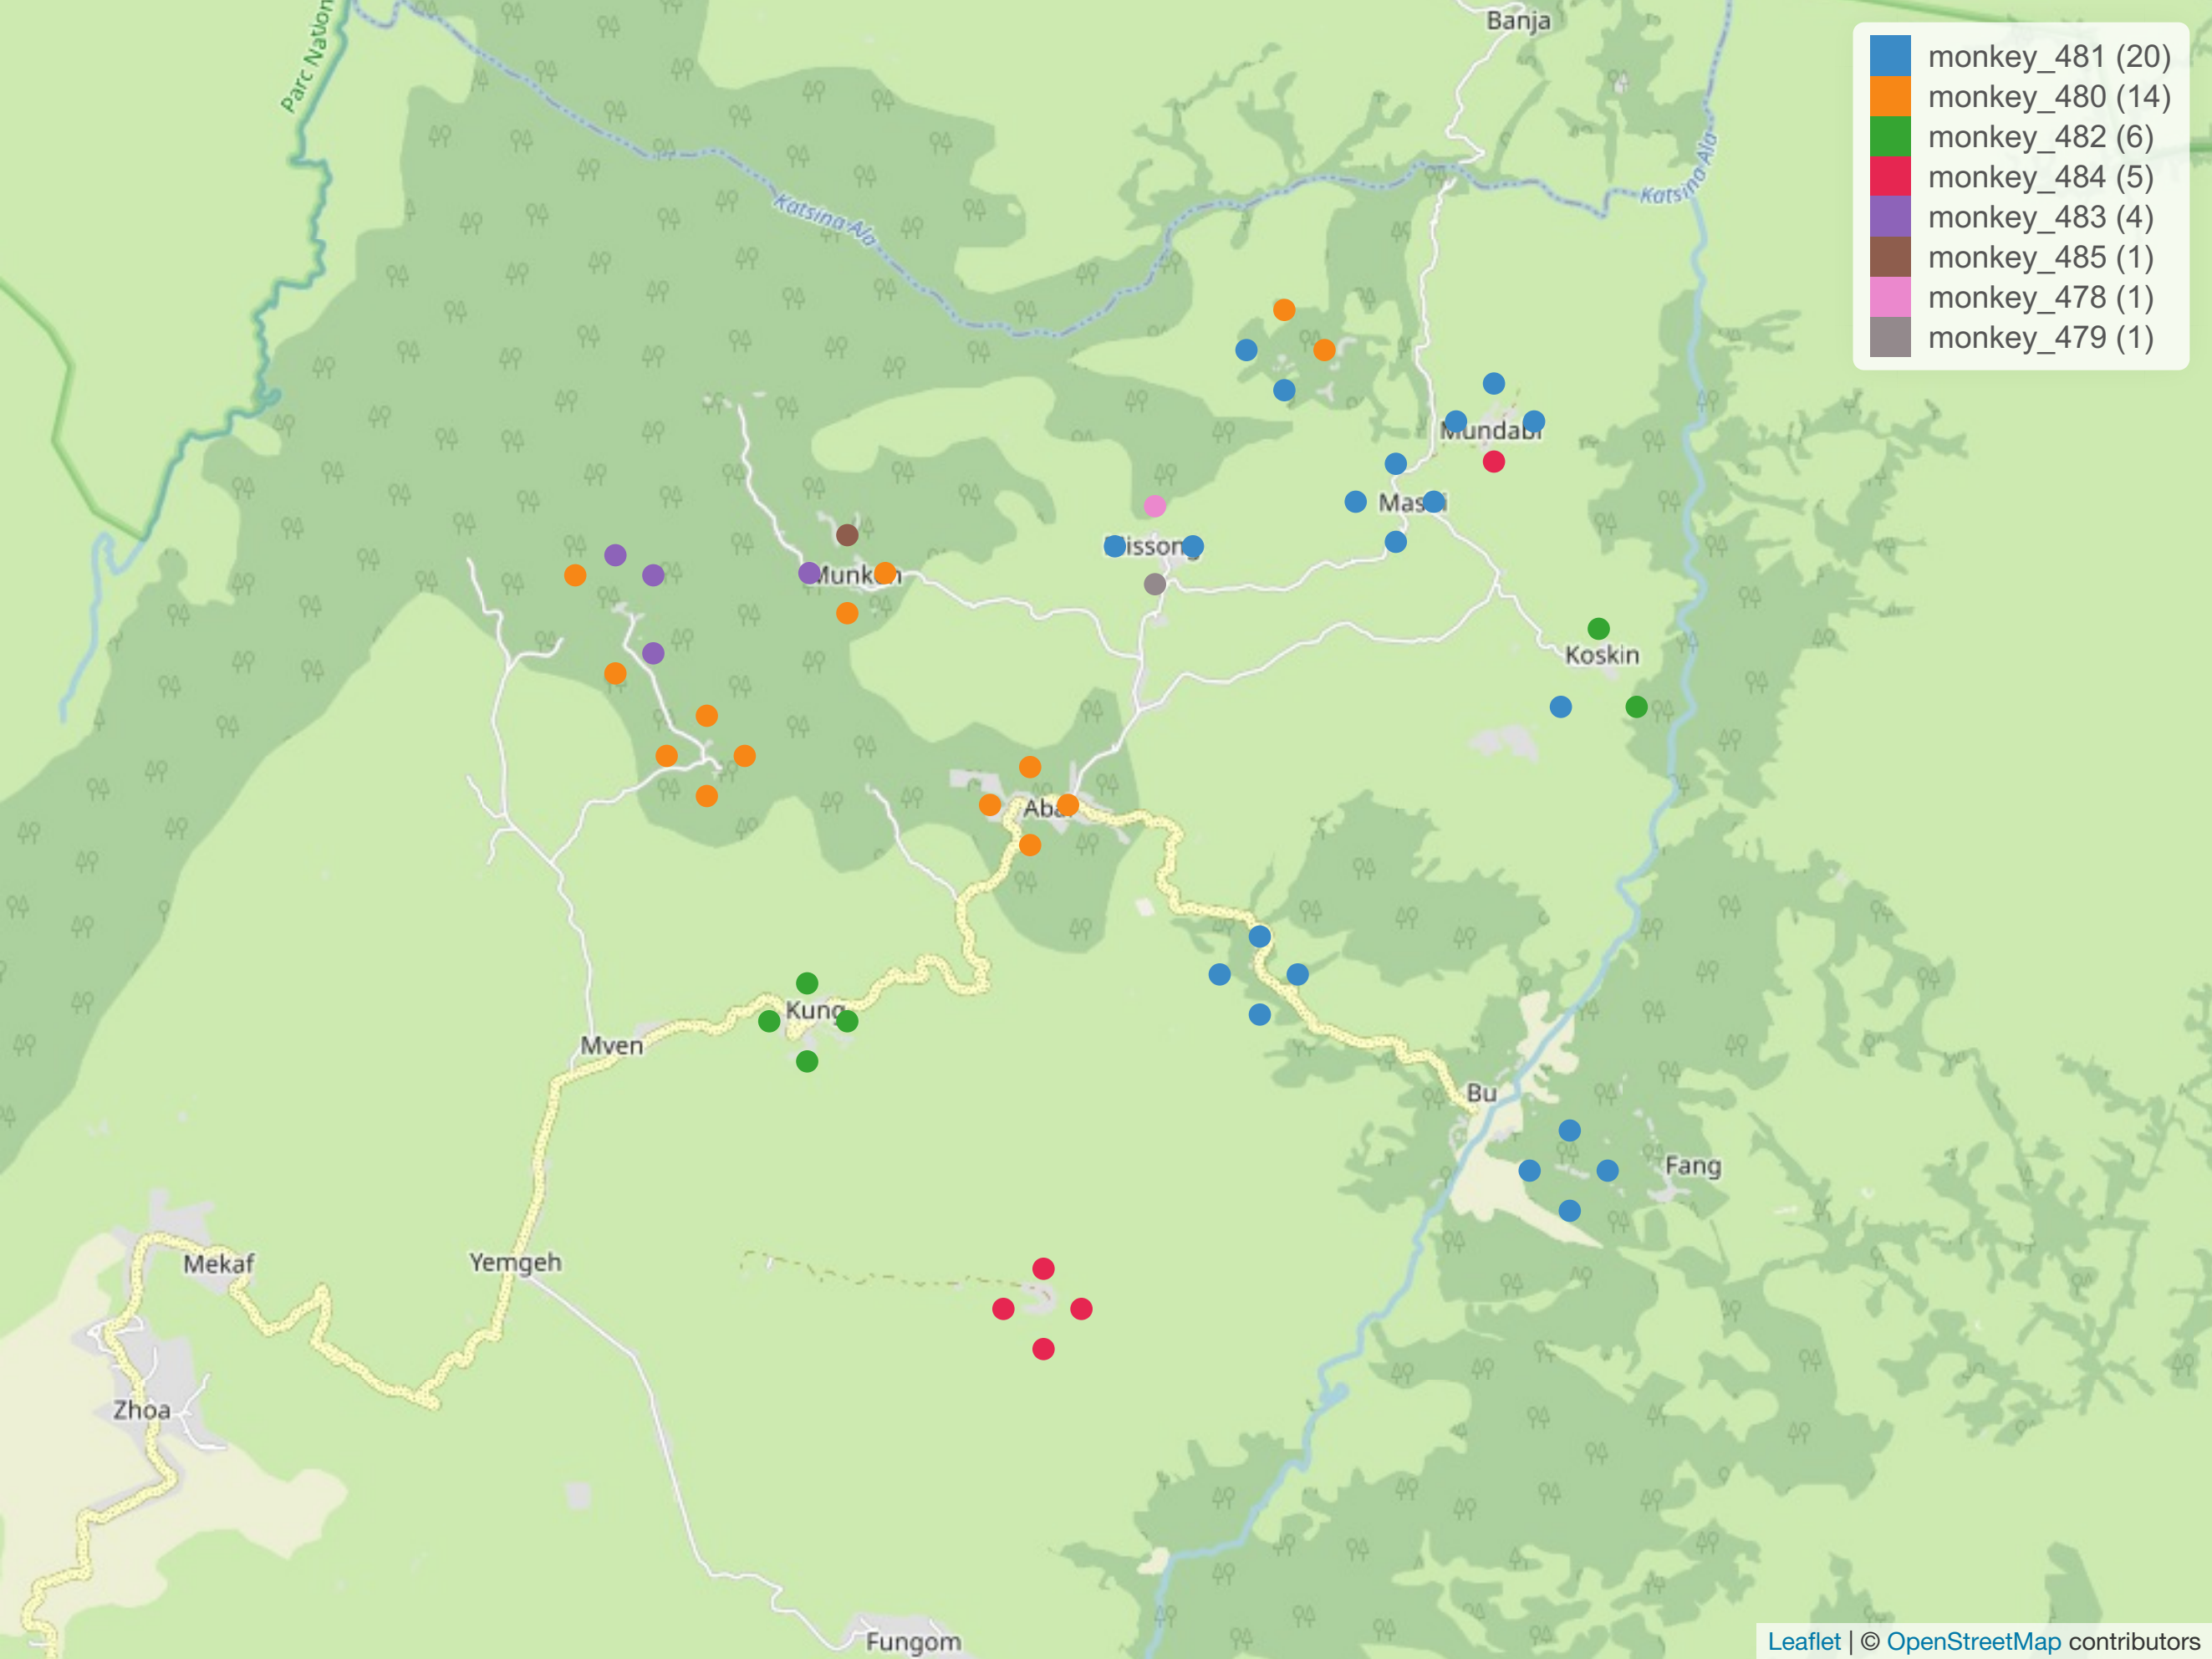 Banja
Parc Nation
Katsina-Ala
Katsina-Ala
monkey_481 (20)
monkey_480 (14)
monkey_482 (6)
monkey_484 (5)
monkey_483 (4)
monkey_485 (1)
monkey_478 (1)
monkey_479 (1)
Mundabi
Koskin
Kung
Mven
Bu
Fang
Mekaf
Yemgeh
Zhoa
Fungom
Leaflet | © OpenStreetMap contributors